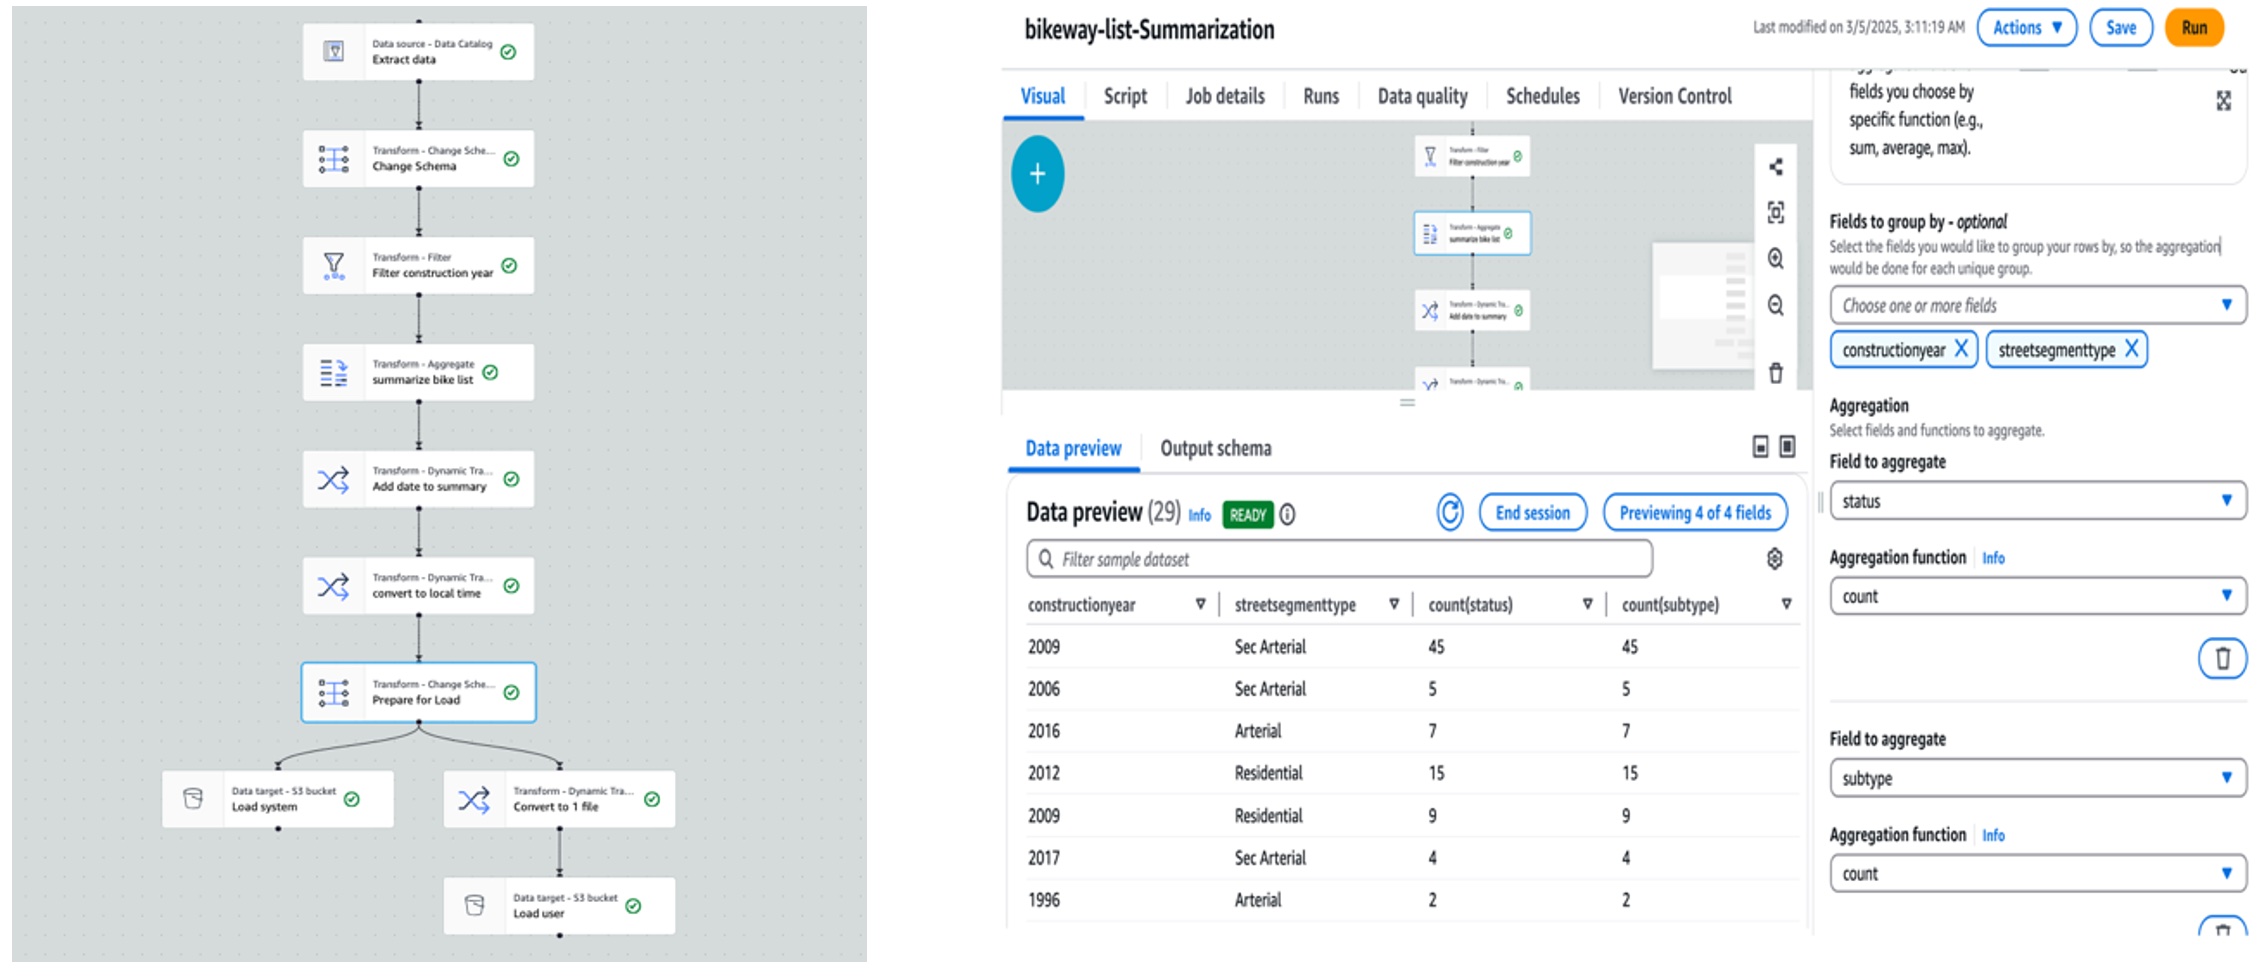 Data source - Data Catalog
Extract data
Transform - Change Sche...
Change Schema
Transform - Filter
Filter construction year
Transform - Aggregate
summarize bike list
Transform - Dynamic Tra...
Add date to summary
Transform - Dynamic Tra...
convert to local time
Transform - Change Sche...
Prepare for Load
Data target - S3 bucket
Load system
Transform - Dynamic Tra...
Convert to 1 file
Data target - S3 bucket
Load user
bikeway-list-Summarization
Last modified on 3/5/2025, 3:11:19 AM
Actions
Save
Run
Visual
Script
Job details
Runs
Data quality
Schedules
Version Control
Transform - Filter
Filter construction year
Transform - Aggregate
summarize bike list
Transform - Dynamic Tra...
Add date to summary
Transform - Dynamic Tra...
Data preview
Output schema
Data preview (29) Info READY
End session
Previewing 4 of 4 fields
Filter sample dataset
constructionyear streetsegmenttype count(status) count(subtype)
2009 Sec Arterial 45 45
2006 Sec Arterial 5 5
2016 Arterial 7 7
2012 Residential 15 15
2009 Residential 9 9
2017 Sec Arterial 4 4
1996 Arterial 2 2
fields you choose by
specific function (e.g.,
sum, average, max).
Fields to group by - optional
Select the fields you would like to group your rows by, so the aggregation
would be done for each unique group.
Choose one or more fields
constructionyear X streetsegmenttype X
Aggregation
Select fields and functions to aggregate.
Field to aggregate
status
Aggregation function Info
count
Field to aggregate
subtype
Aggregation function Info
count